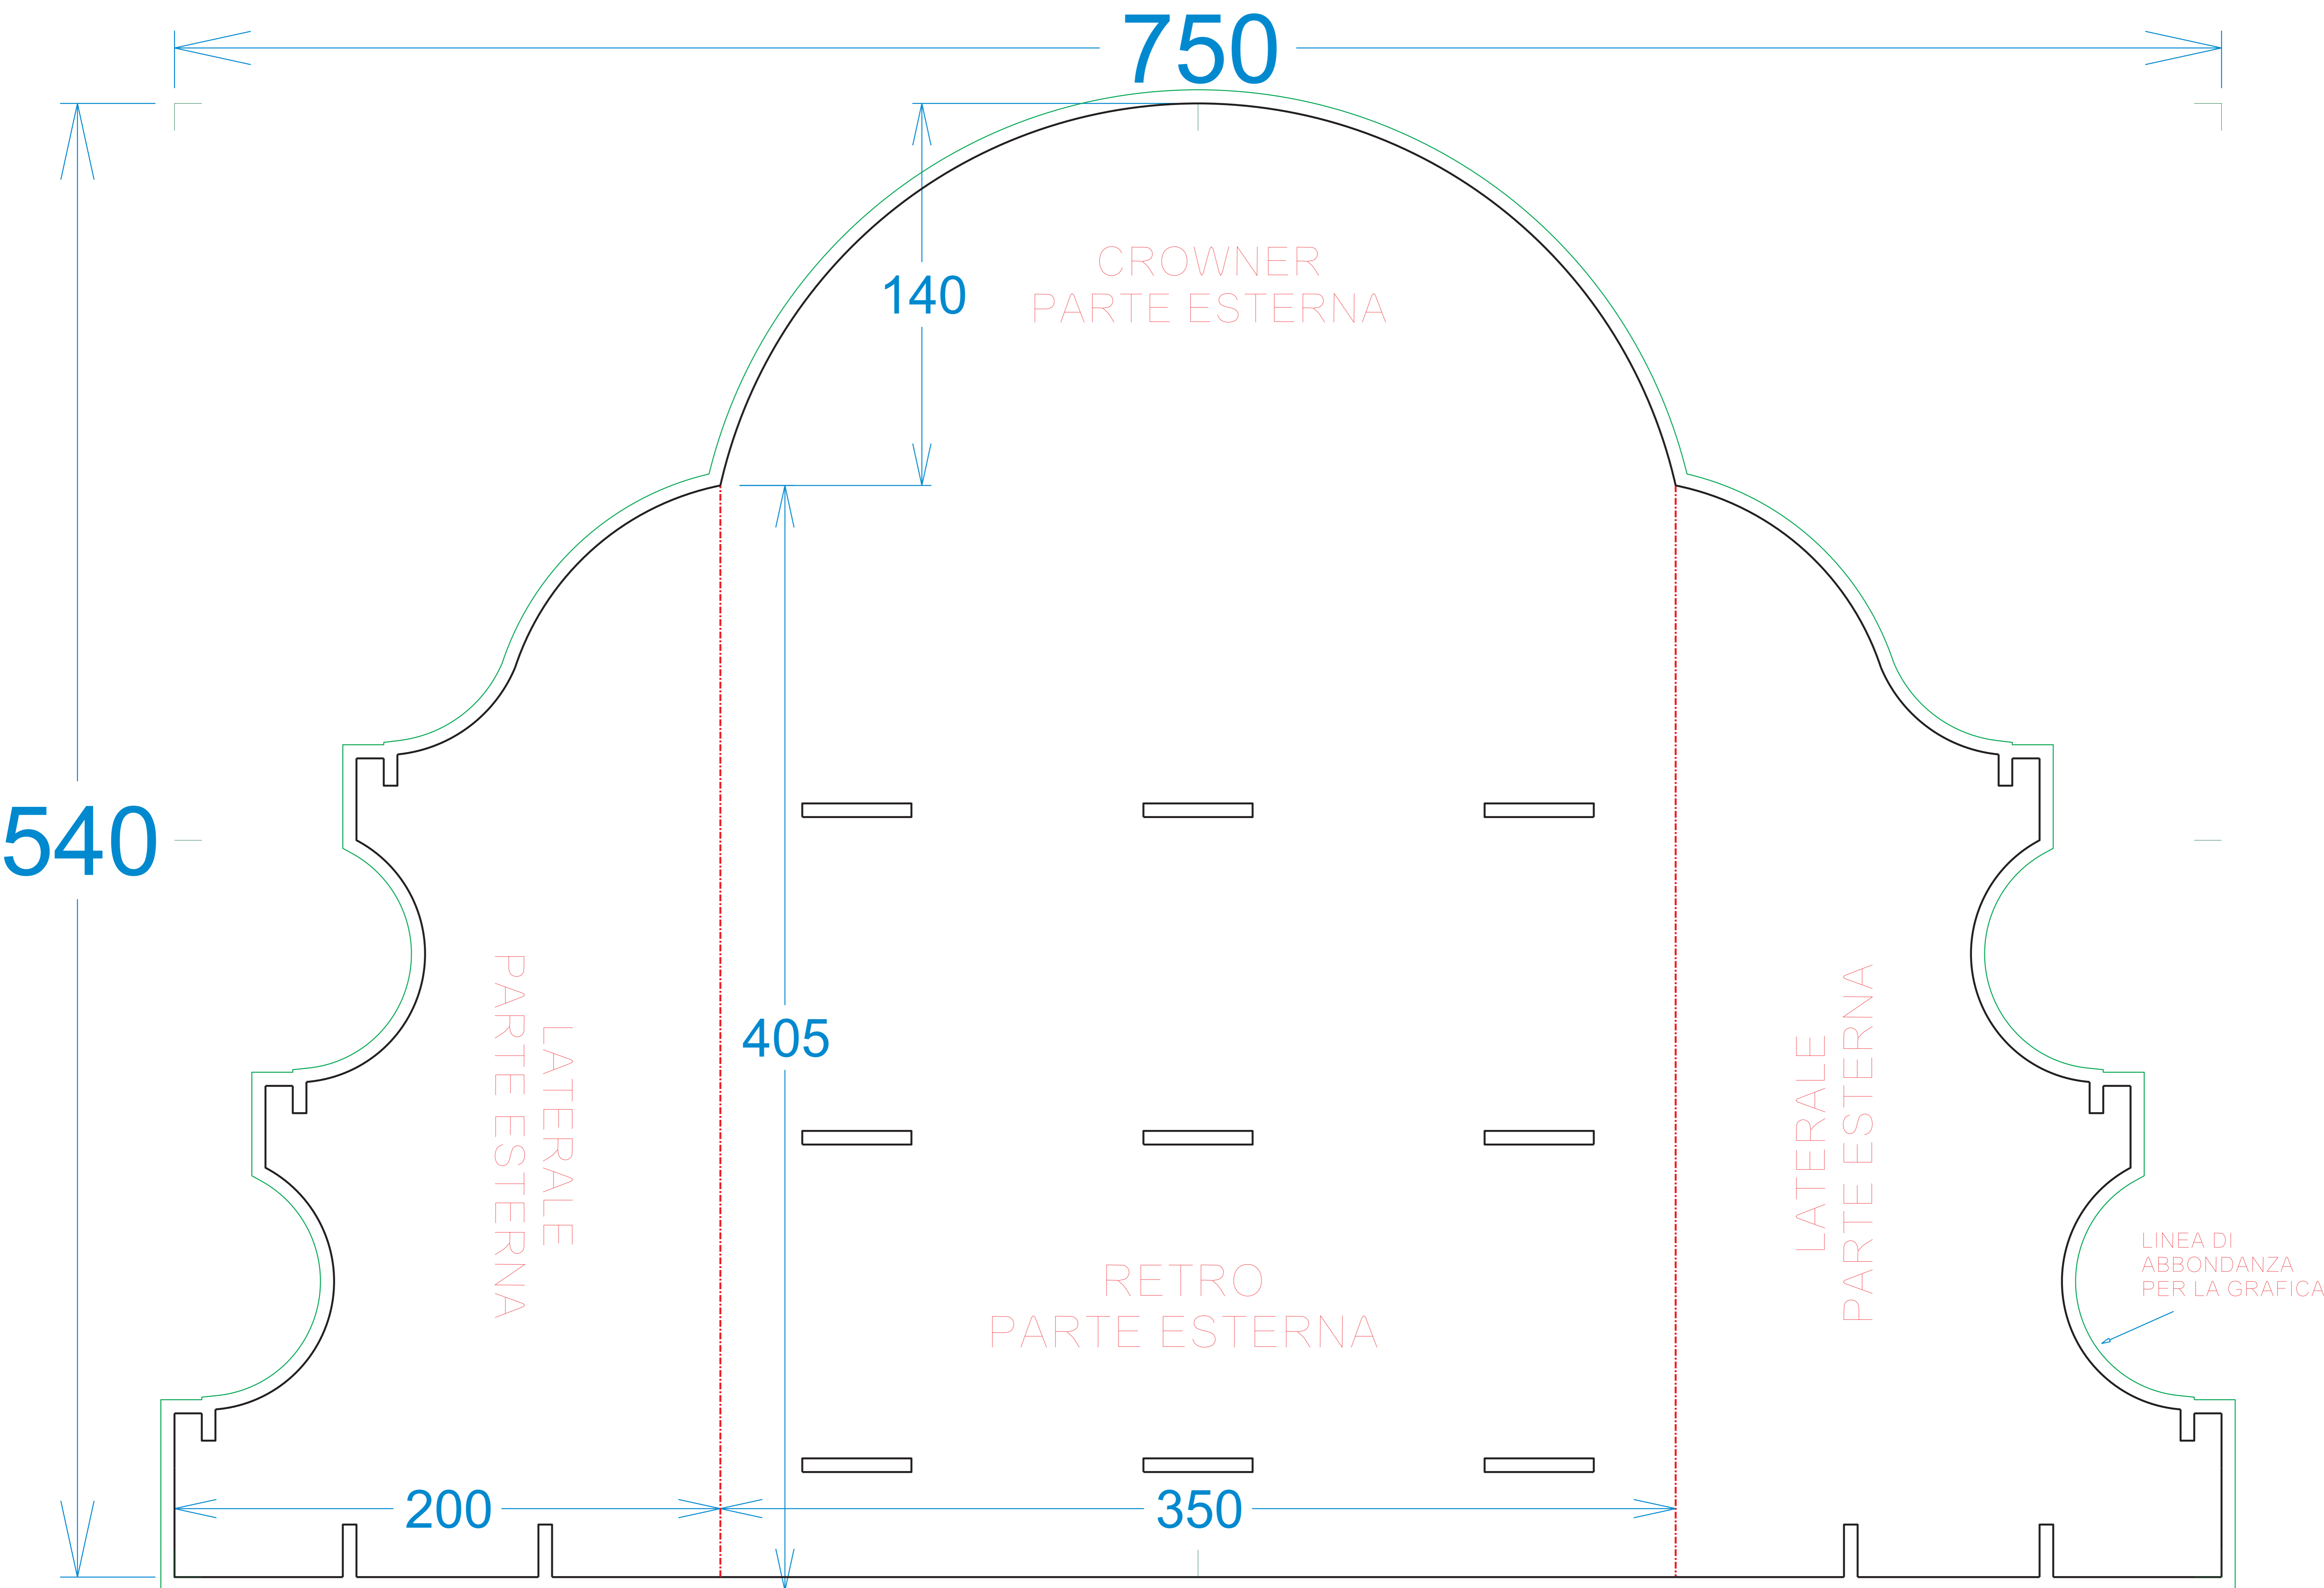 750
CROWNER
PARTE ESTERNA
140
540
405
LATERALE
PARTE ESTERNA
LATERALE
PARTE ESTERNA
LINEA DI
ABBONDANZA
PER LA GRAFICA
RETRO
PARTE ESTERNA
200
350